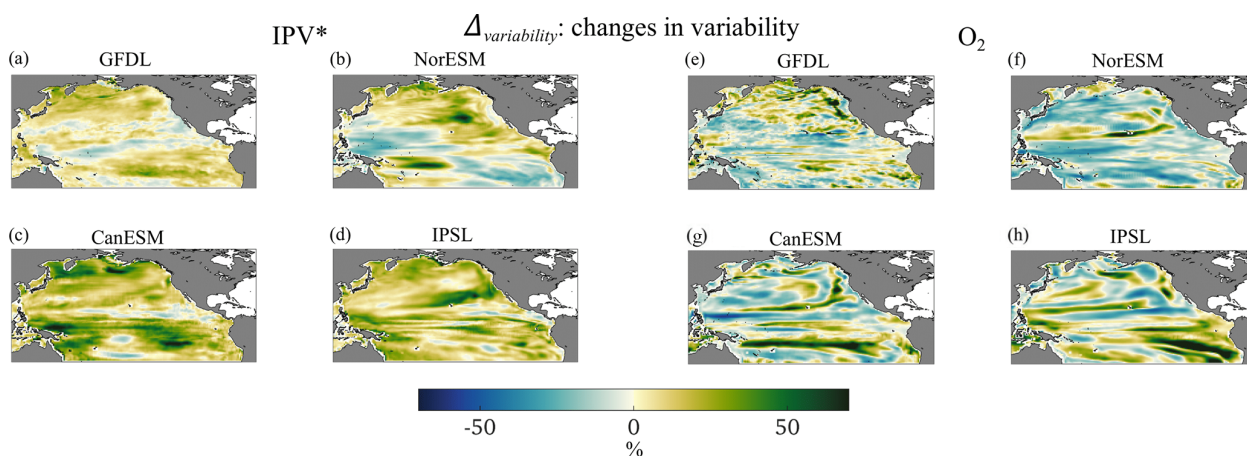 Δvariability: changes in variability
IPV*
O2
(a)
GFDL
(b)
NorESM
(e)
GFDL
(f)
NorESM
(c)
CanESM
(d)
IPSL
(g)
CanESM
(h)
IPSL
-50
0
50
%